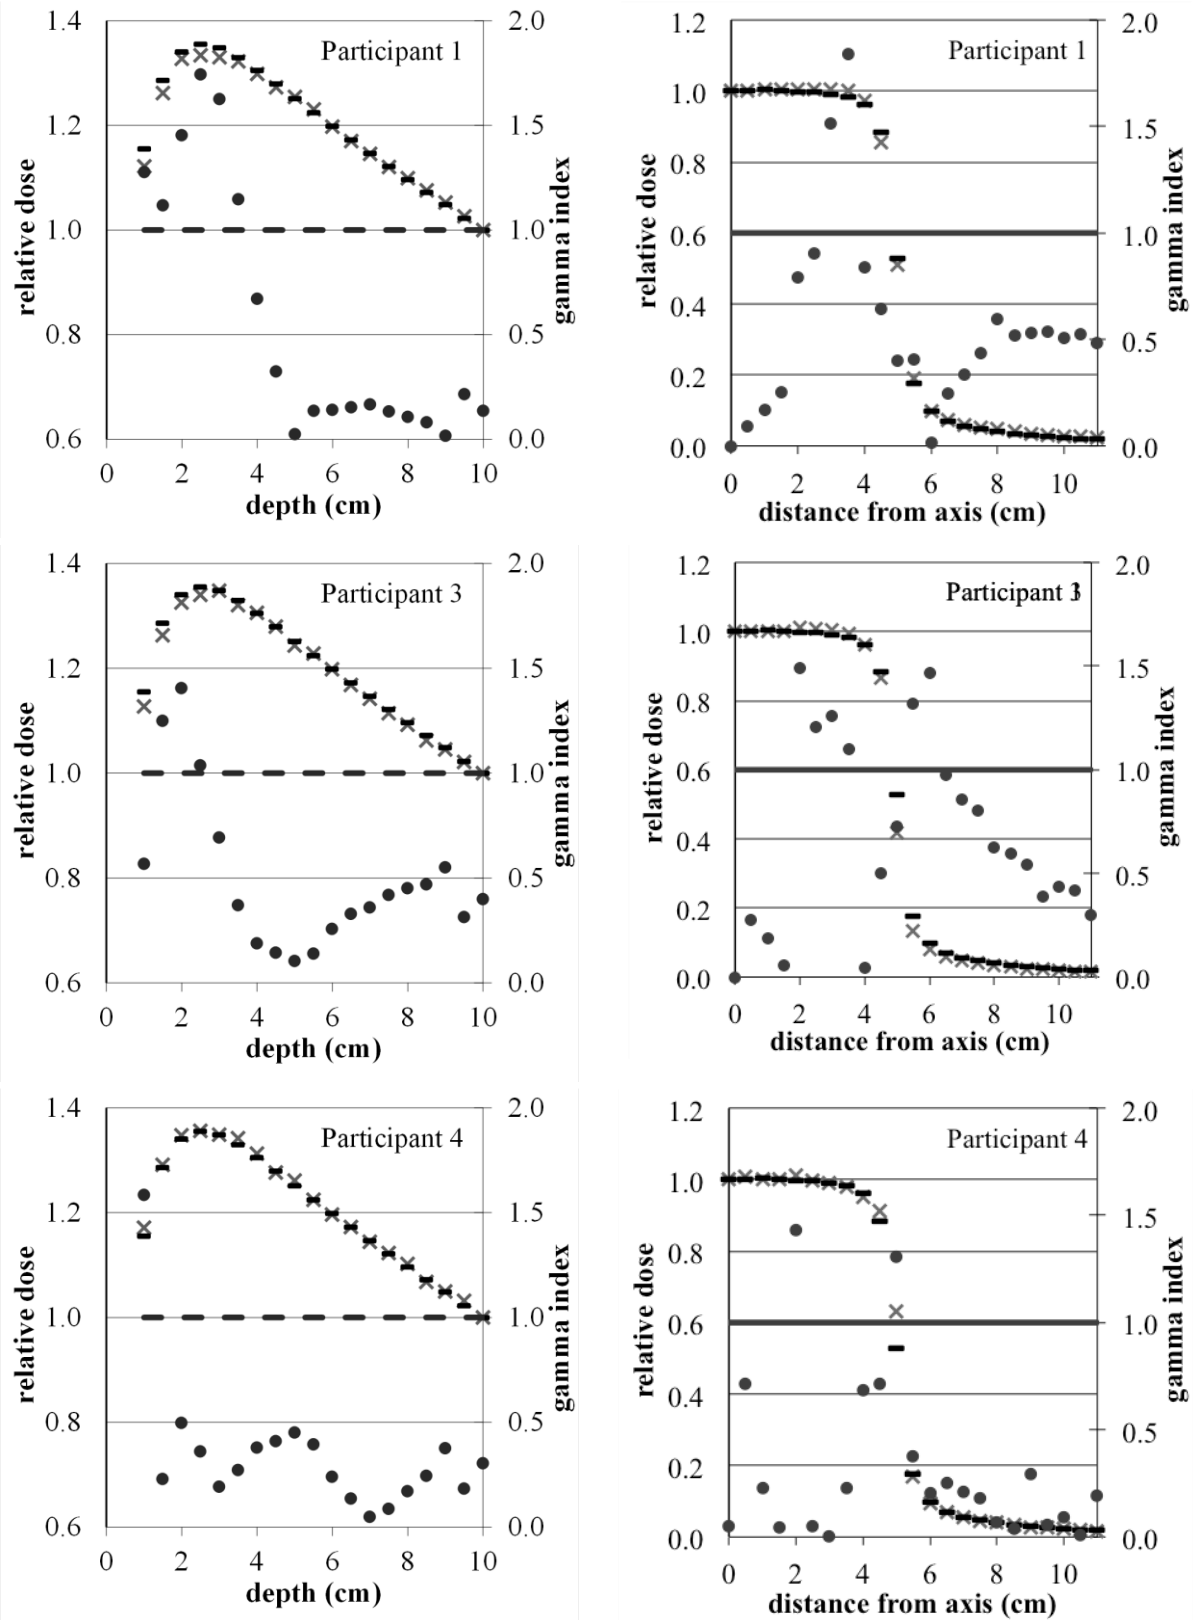 1.4 2.0
Participant 1
1.2 1.5
1.0 1.0
0.8 0.5
0.6 0.0
0 2 4 6 8 10
relative dose
gamma index
depth (cm)
1.2 2.0
Participant 1
1.0
1.5
0.8
0.6 1.0
0.4
0.5
0.2
0.0 0.0
0 2 4 6 8 10
relative dose
gamma index
distance from axis (cm)
1.4 2.0
Participant 3
1.2 1.5
1.0 1.0
0.8 0.5
0.6 0.0
0 2 4 6 8 10
relative dose
gamma index
depth (cm)
1.2 2.0
Participant
1.0
1.5
0.8
0.6 1.0
0.4
0.5
0.2
0.0 0.0
0 2 4 6 8 10
relative dose
gamma index
distance from axis (cm)
1.4 2.0
Participant 4
1.2 1.5
1.0 1.0
0.8 0.5
0.6 0.0
0 2 4 6 8 10
relative dose
gamma index
depth (cm)
1.2 2.0
Participant 4
1.0
1.5
0.8
0.6 1.0
0.4
0.5
0.2
0.0 0.0
0 2 4 6 8 10
relative dose
gamma index
distance from axis (cm)